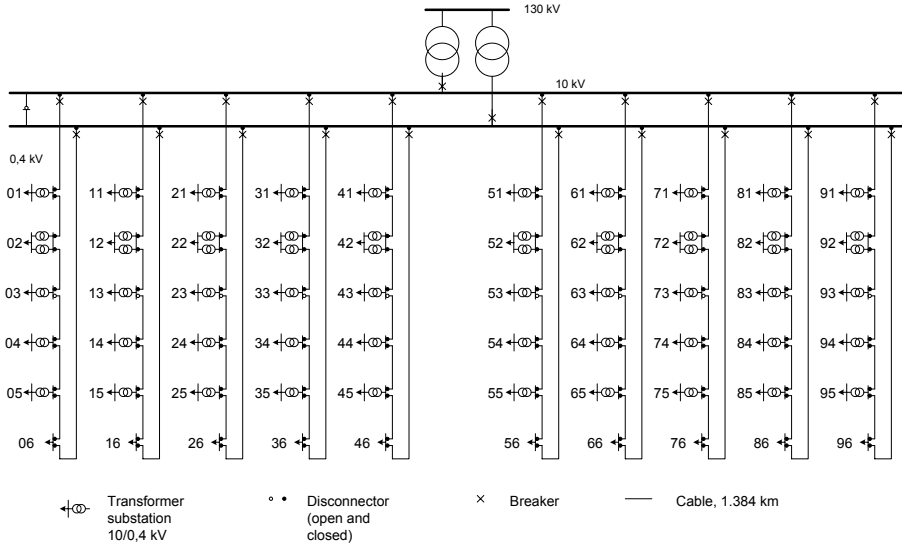 130 kV
10 kV
0,4 kV
01 11 21 31 41 51 61 71 81 91
02 12 22 32 42 52 62 72 82 92
03 13 23 33 43 53 63 73 83 93
04 14 24 34 44 54 64 74 84 94
05 15 25 35 45 55 65 75 85 95
06 16 26 36 46 56 66 76 86 96
Transformer
substation
10/0,4 kV
Disconnector
(open and
closed)
Breaker
Cable, 1.384 km